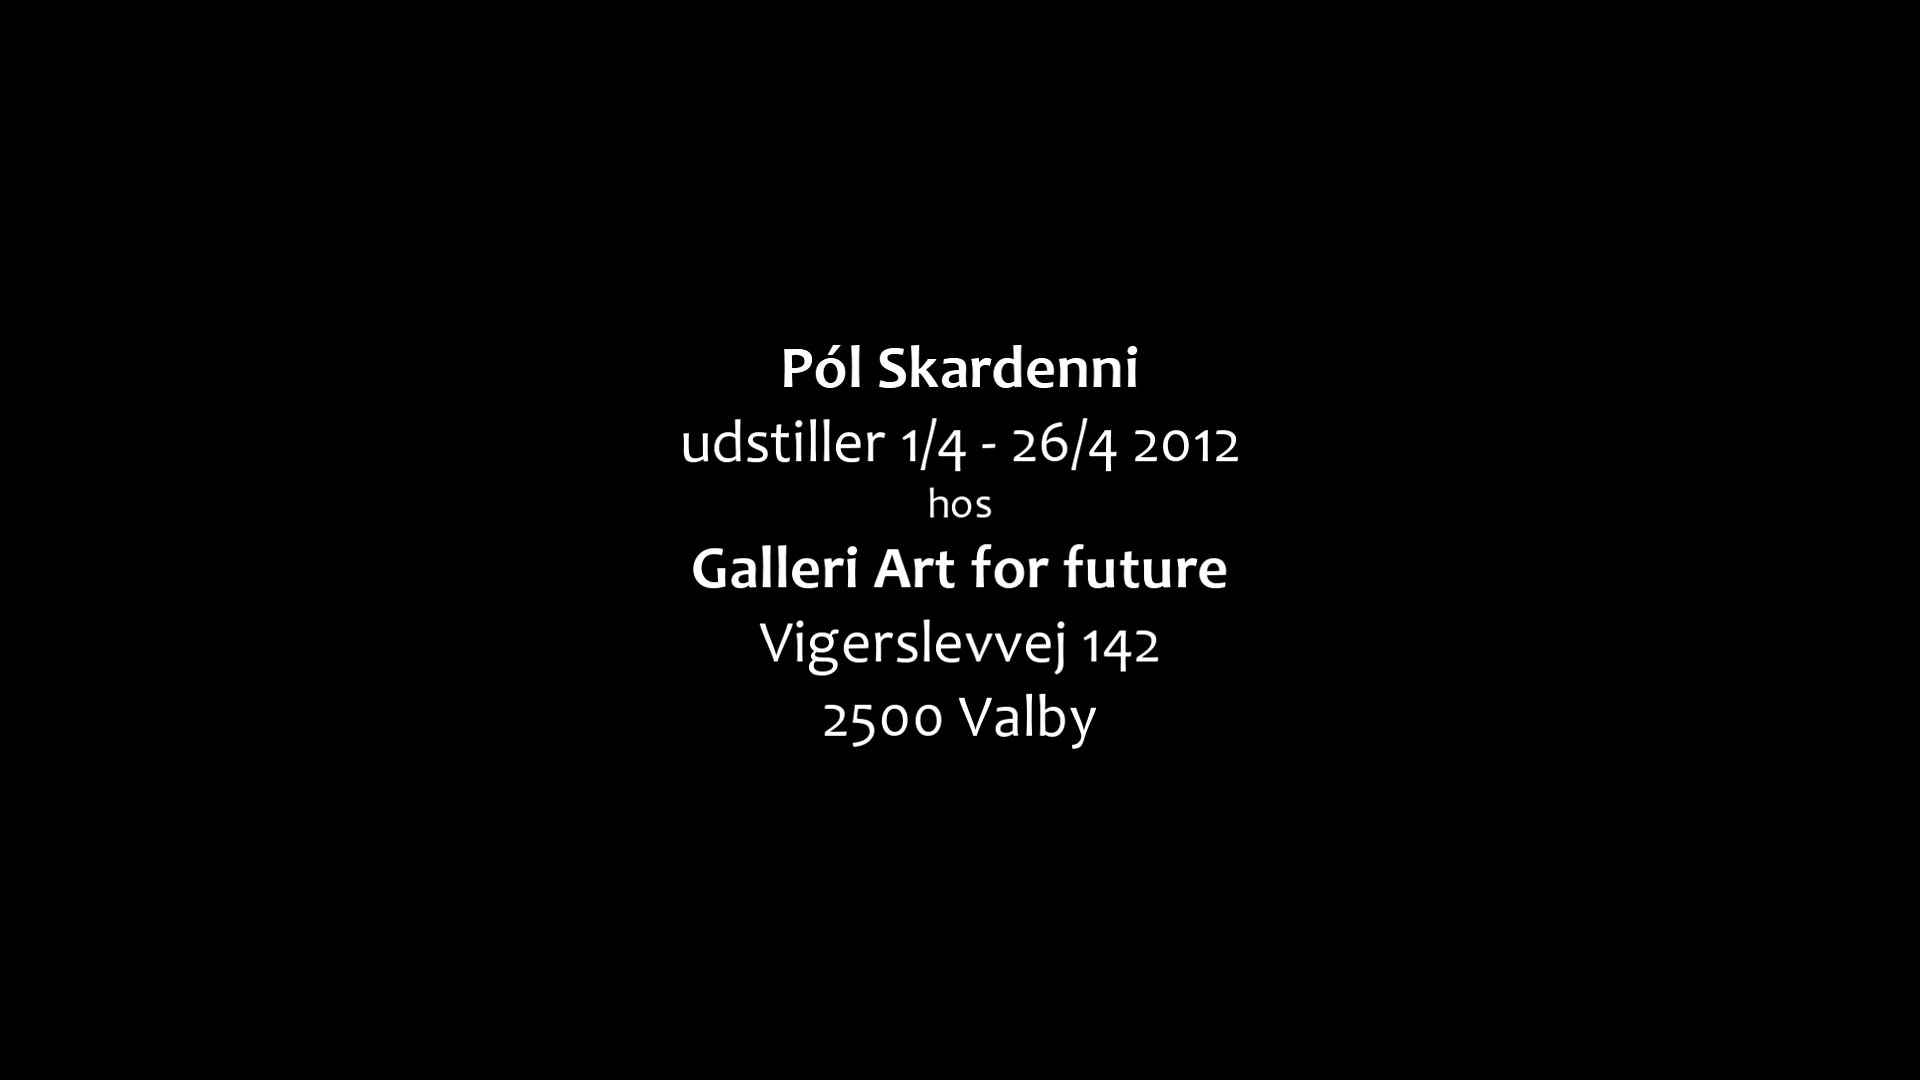 Pól Skardenni
udstiller 1/4 - 26/4 2012
hos
Galleri Art for future
Vigerslevvej 142
2500 Valby